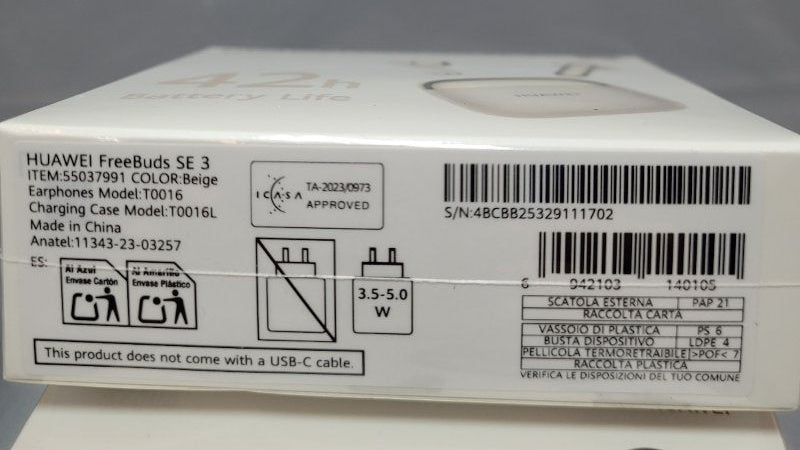 42h
Battery Life
HUAWEI
HUAWEI FreeBuds SE 3
ITEM:55037991 COLOR:Beige
Earphones Model:T0016
Charging Case Model:T0016L
Made in China
Anatel:11343-23-03257
ES:
Al Azul
Envase Cartón
Al Amarillo
Envase Plástico
This product does not come with a USB-C cable.
ICASA
TA-2023/0973
APPROVED
3.5-5.0
W
S/N:4BCBB25329111702
6 942103 140105
SCATOLA ESTERNA PAP 21
RACCOLTA CARTA
VASSOIO DI PLASTICA PS 6
BUSTA DISPOSITIVO LDPE 4
PELLICOLA TERMORETRAIBILE >POF< 7
RACCOLTA PLASTICA
VERIFICA LE DISPOSIZIONI DEL TUO COMUNE